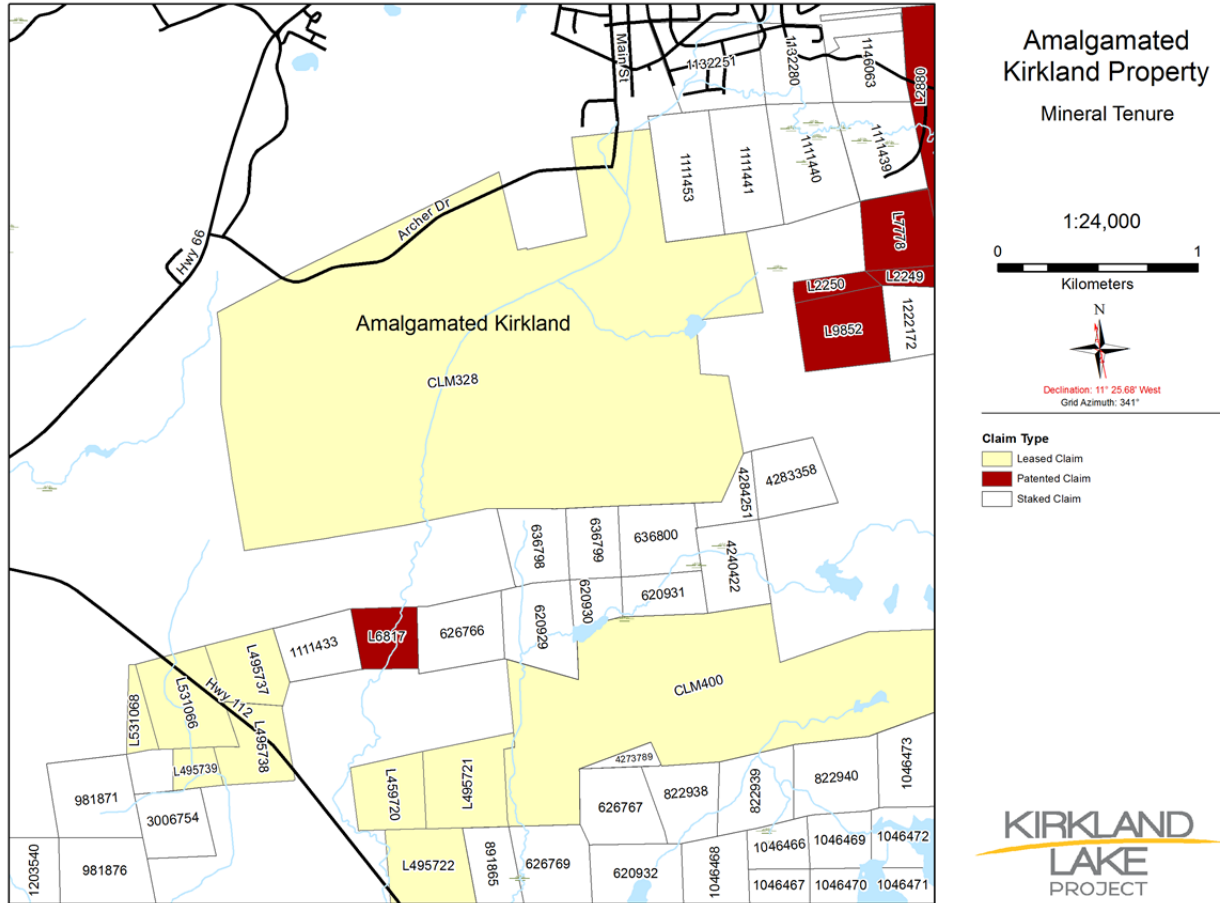 Amalgamated
Kirkland Property
Mineral Tenure
1:24,000
0 1
Kilometers
N
Declination: 11° 25.68' West
Grid Azimuth: 341°
Claim Type
Leased Claim
Patented Claim
Staked Claim
KIRKLAND
LAKE
PROJECT
Main St
1132251
1132280
1146063
L2880
1111453
1111441
1111440
1111439
Hwy 66
Archer Dr
L7778
L2249
L2250
L9852
1222172
Amalgamated Kirkland
CLM328
4284251
4283358
636798
636799
636800
4240422
620929
620930
620931
1111433
L6817
626766
CLM400
L531068
L531066
L495737
Hwy 112
L495738
L495739
L459720
L495721
4273789
981871
3006754
626767
822938
822939
822940
1046473
1203540
981876
L495722
891895
626769
620932
1046468
1046466
1046469
1046472
1046467
1046470
1046471